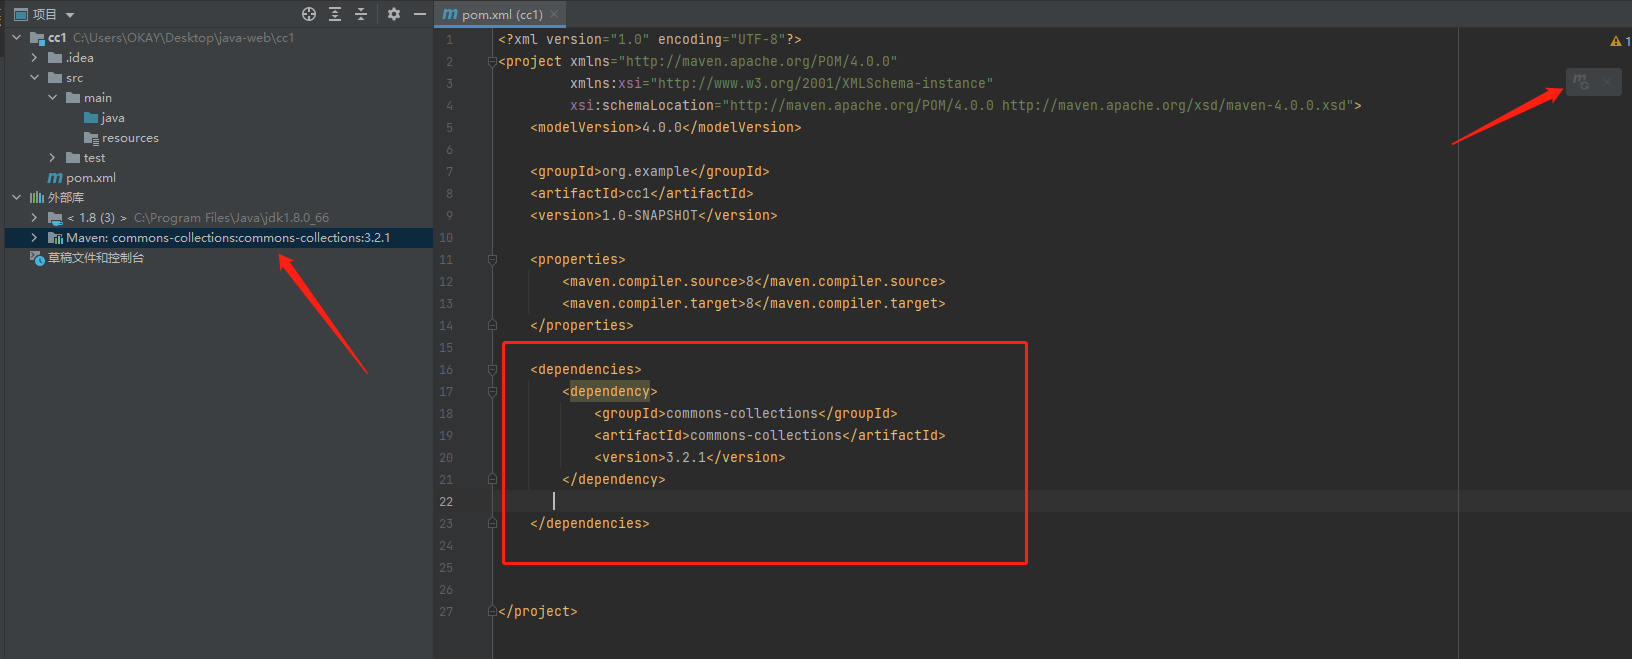 项目
cc1 C:\Users\OKAY\Desktop\java-web\cc1
.idea
src
main
java
resources
test
pom.xml
外部库
< 1.8 (3) > C:\Program Files\Java\jdk1.8.0_66
Maven: commons-collections:commons-collections:3.2.1
草稿文件和控制台
pom.xml (cc1)
1 <?xml version="1.0" encoding="UTF-8"?>
2 <project xmlns="http://maven.apache.org/POM/4.0.0"
3 xmlns:xsi="http://www.w3.org/2001/XMLSchema-instance"
4 xsi:schemaLocation="http://maven.apache.org/POM/4.0.0 http://maven.apache.org/xsd/maven-4.0.0.xsd">
5 <modelVersion>4.0.0</modelVersion>
6
7 <groupId>org.example</groupId>
8 <artifactId>cc1</artifactId>
9 <version>1.0-SNAPSHOT</version>
10
11 <properties>
12 <maven.compiler.source>8</maven.compiler.source>
13 <maven.compiler.target>8</maven.compiler.target>
14 </properties>
15
16 <dependencies>
17 <dependency>
18 <groupId>commons-collections</groupId>
19 <artifactId>commons-collections</artifactId>
20 <version>3.2.1</version>
21 </dependency>
22
23 </dependencies>
24
25
26
27 </project>
1